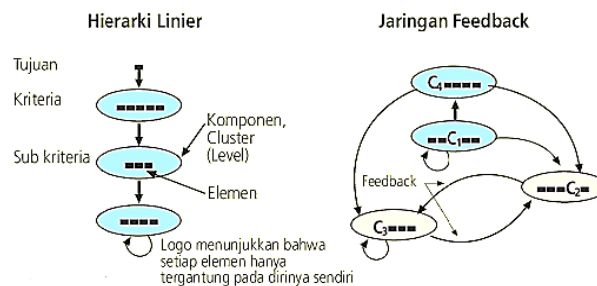 Hierarki Linier
Tujuan
Kriteria
Sub kriteria
Komponen,
Cluster
(Level)
Elemen
Logo menunjukkan bahwa
setiap elemen hanya
tergantung pada dirinya sendiri
Jaringan Feedback
C4
C1
Feedback
C2
C3